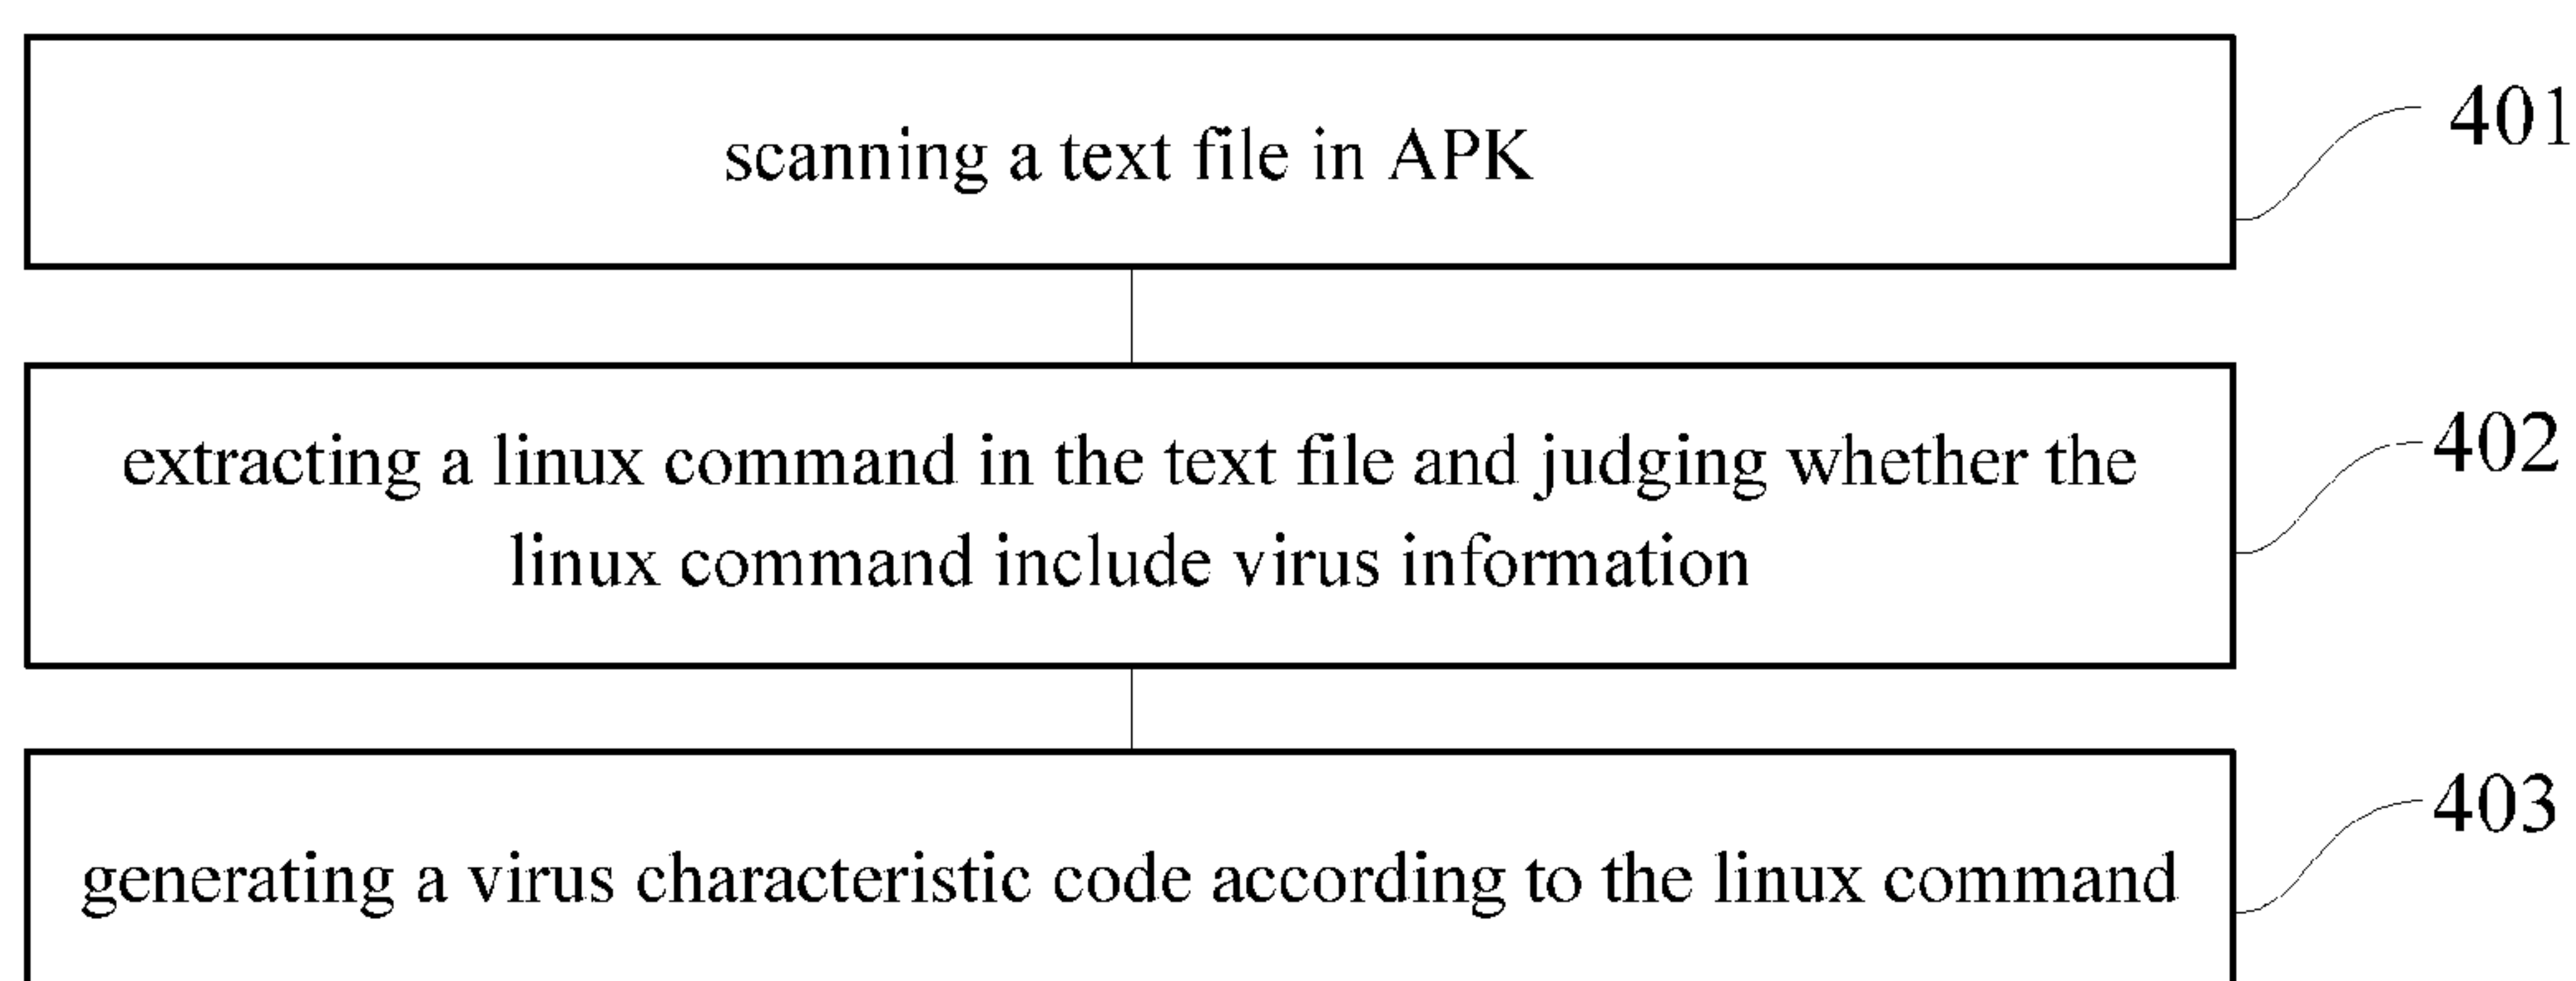 scanning a text file in APK
401
extracting a linux command in the text file and judging whether the
linux command include virus information
402
generating a virus characteristic code according to the linux command
403